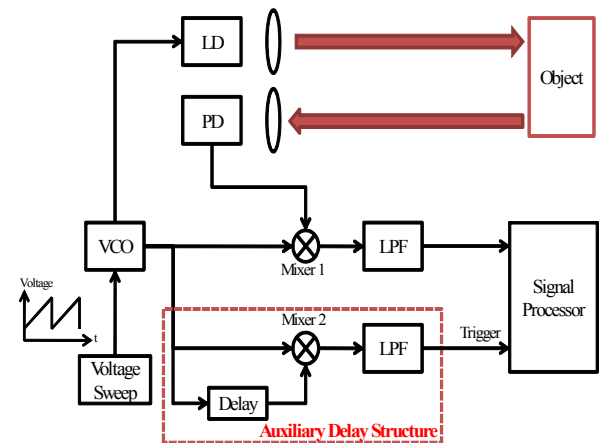 LD
Object
PD
VCO
Mixer 1
LPF
Signal
Processor
Voltage
t
Mixer 2
LPF
Trigger
Voltage
Sweep
Delay
Auxiliary Delay Structure